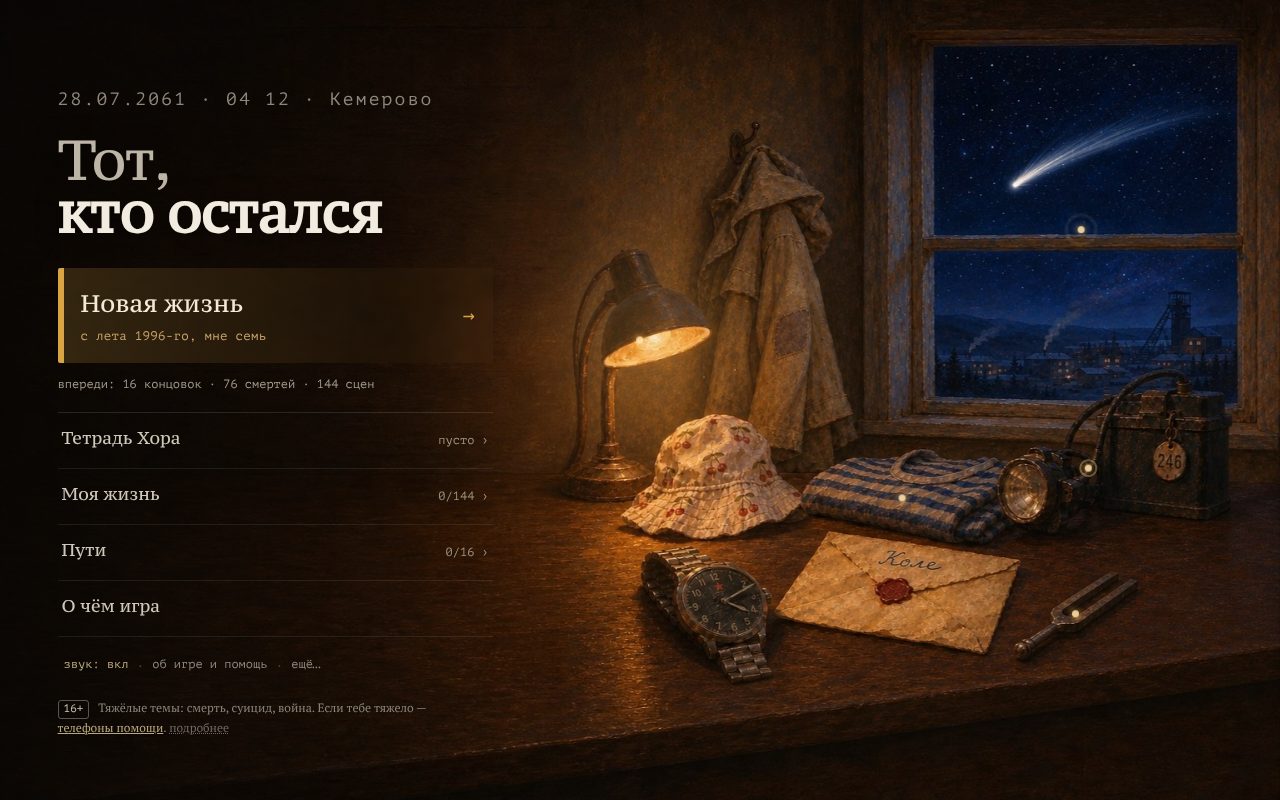 28.07.2061 · 04 12 · Кемерово
Тот,
кто остался
Новая жизнь
→
с лета 1996-го, мне семь
впереди: 16 концовок · 76 смертей · 144 сцен
Тетрадь Хора
пусто ›
Моя жизнь
0/144 ›
Пути
0/16 ›
О чём игра
звук: вкл · об игре и помощь · ещё…
16+ Тяжёлые темы: смерть, суицид, война. Если тебе тяжело —
телефоны помощи. подробнее
246
Коле